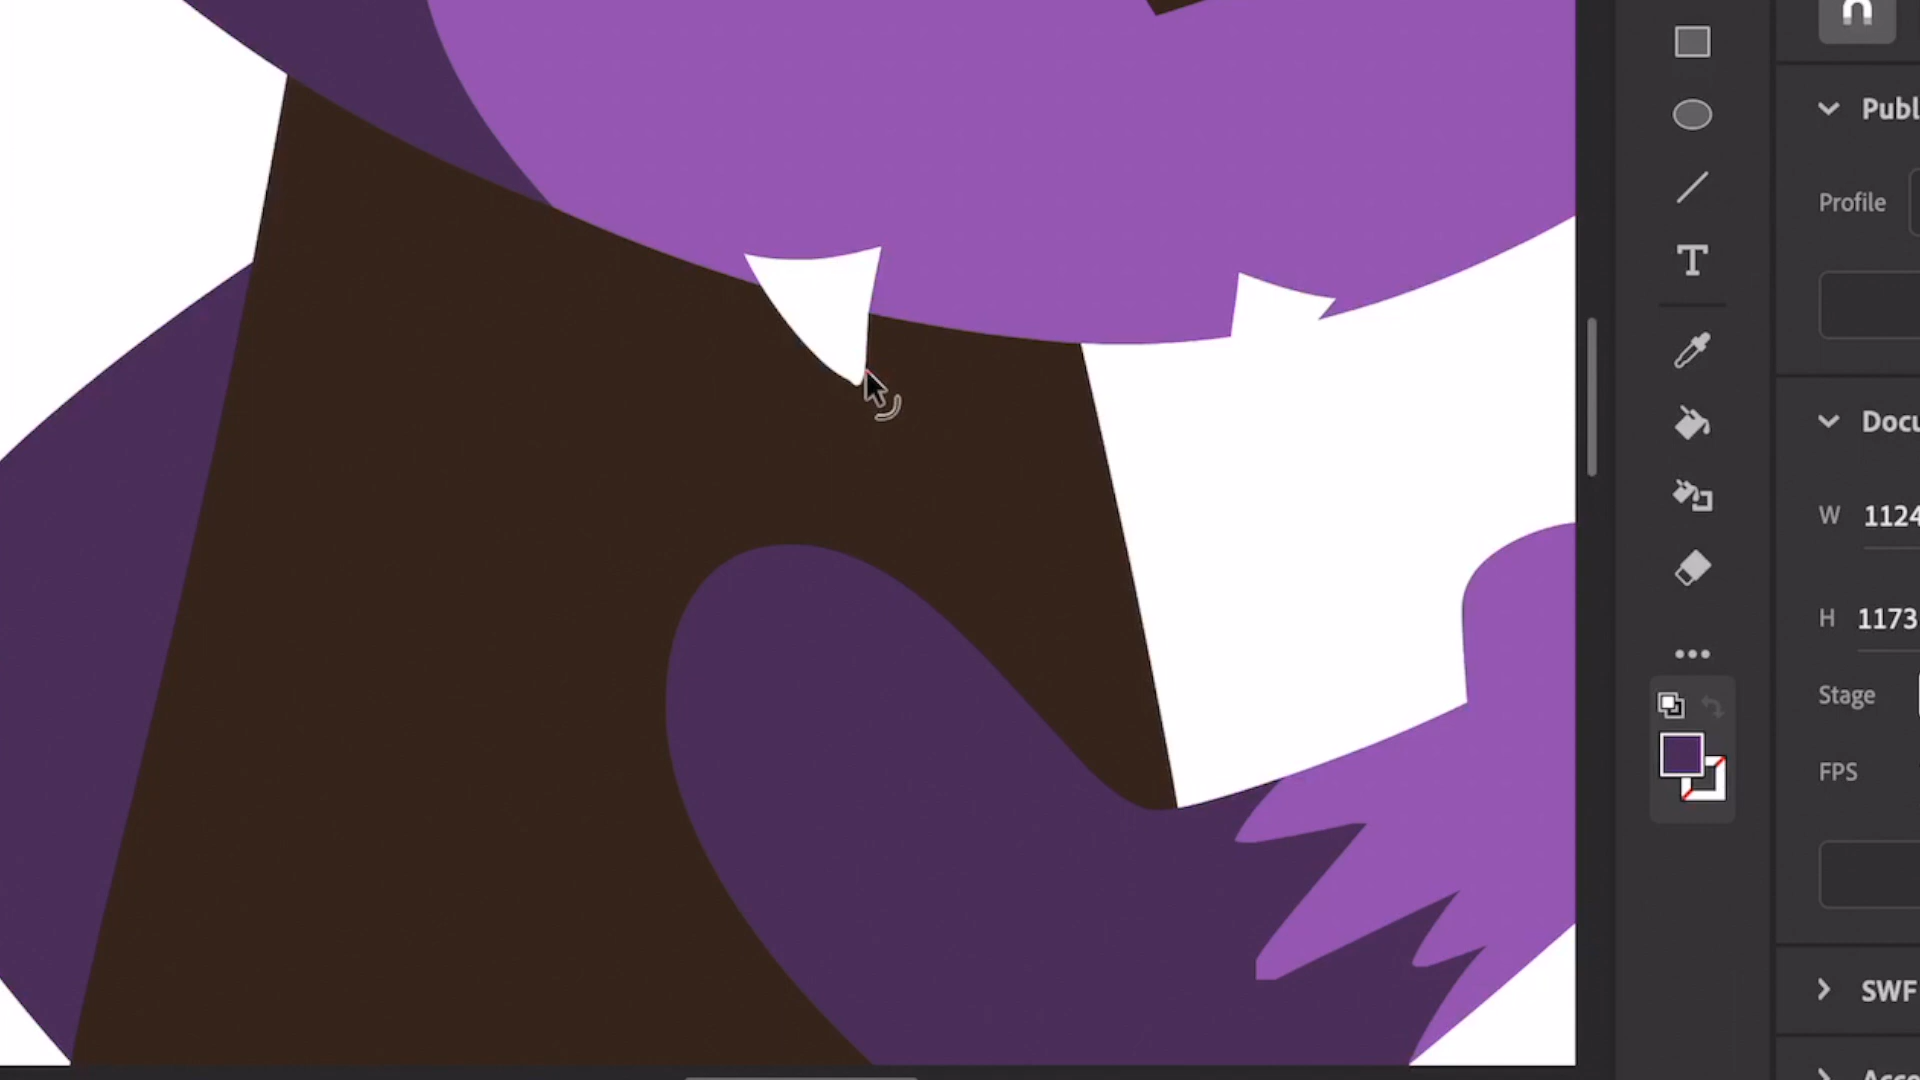 Publ
Profile
T
Docu
W 1124
H 1173
Stage
FPS
SWF